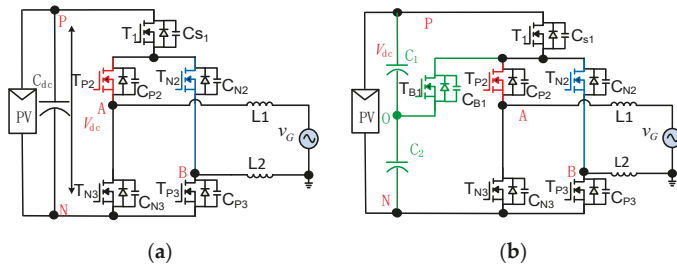 P
T1
Cs1
Cdc
TP2
CP2
TN2
CN2
PV
A
Vdc
L1
vG
B
L2
TN3
CN3
TP3
CP3
N
(a)
P
T1
Cs1
Vdc
C1
TB1
CB1
TP2
CP2
TN2
CN2
PV
O
A
L1
vG
C2
B
L2
TN3
CN3
TP3
CP3
N
(b)